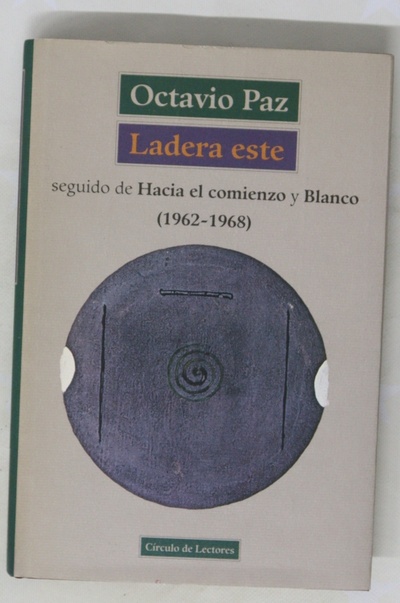 Octavio Paz
Ladera este
seguido de Hacia el comienzo y Blanco
(1962-1968)
Círculo de Lectores